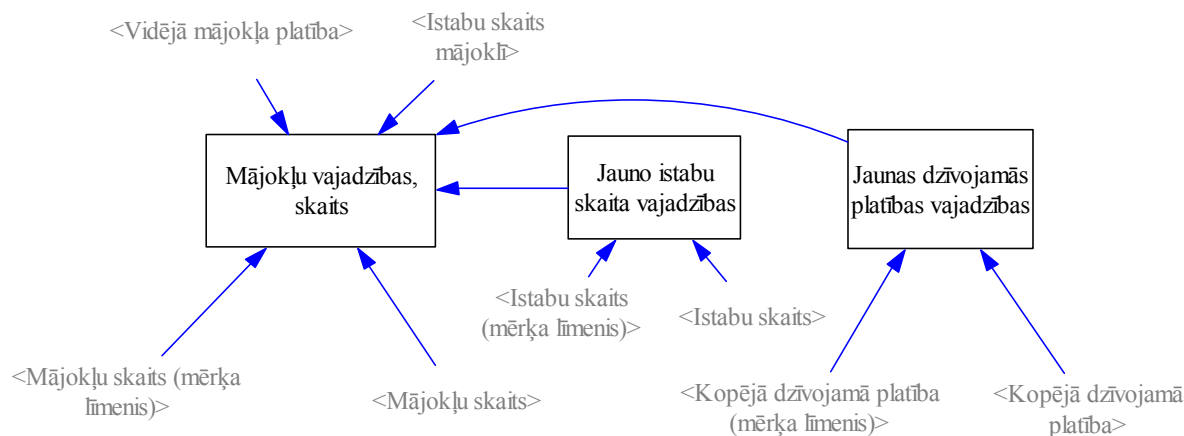 <Vidējā mājokļa platība>
<Istabu skaits
mājoklī>
Mājokļu vajadzības,
skaits
Jauno istabu
skaita vajadzības
Jaunas dzīvojamās
platības vajadzības
<Istabu skaits
(mērķa līmenis)>
<Istabu skaits>
<Mājokļu skaits (mērķa
līmenis)>
<Mājokļu skaits>
<Kopējā dzīvojamā platība
(mērķa līmenis)>
<Kopējā dzīvojamā
platība>